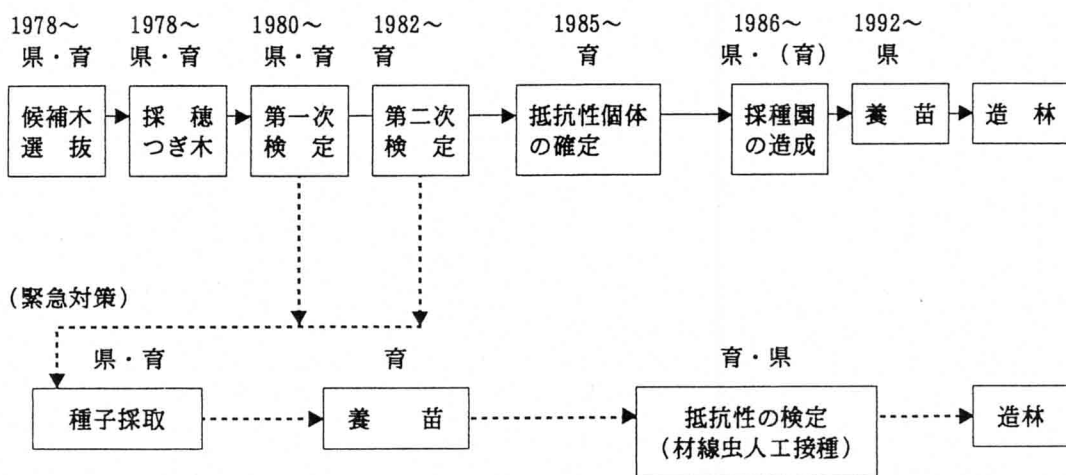 1978～ 1978～ 1980～ 1982～ 1985～ 1986～ 1992～
県・育 県・育 県・育 育 育 県・(育) 県
候補木 採　穂 第一次 第二次 抵抗性個体 採種園 養　苗 造　林
選　抜 つぎ木 検　定 検　定 の確定 の造成
(緊急対策)
県・育 育 育・県
種子採取 養　苗 抵抗性の検定 造林
(材線虫人工接種)